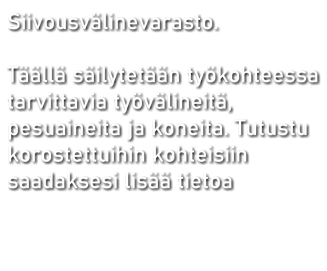 Siivousvälinevarasto.
Täällä säilytetään työkohteessa
tarvittavia työvälineitä,
pesuaineita ja koneita. Tutustu
korostettuihin kohteisiin
saadaksesi lisää tietoa